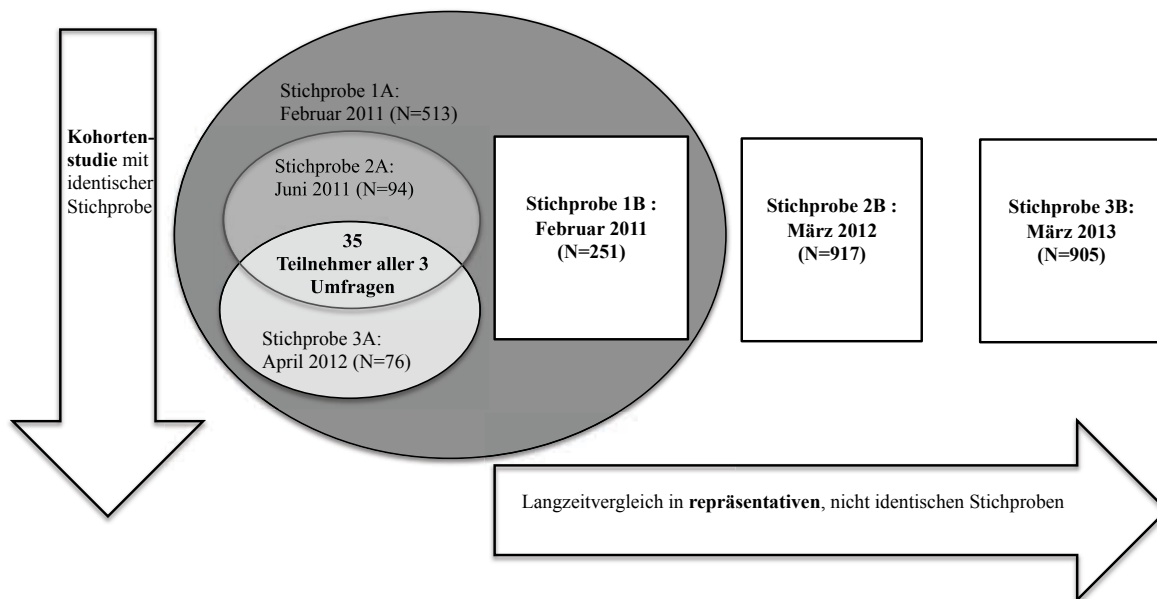 Kohorten-
studie mit
identischer
Stichprobe
Stichprobe 1A:
Februar 2011 (N=513)
Stichprobe 2A:
Juni 2011 (N=94)
35
Teilnehmer aller 3
Umfragen
Stichprobe 3A:
April 2012 (N=76)
Stichprobe 1B :
Februar 2011
(N=251)
Stichprobe 2B :
März 2012
(N=917)
Stichprobe 3B:
März 2013
(N=905)
Langzeitvergleich in repräsentativen, nicht identischen Stichproben